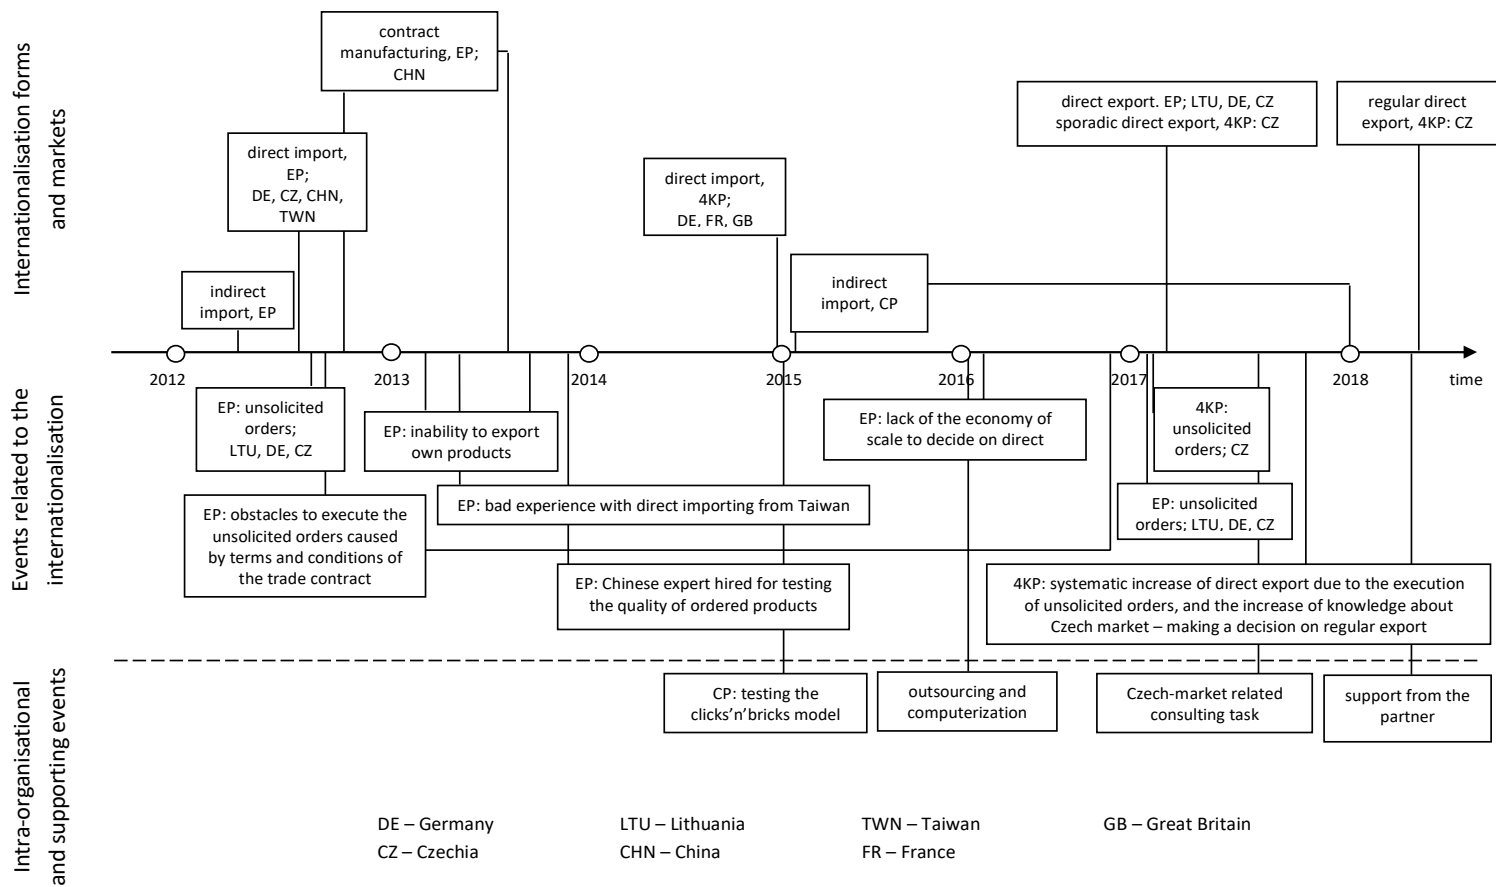 Internationalisation forms
and markets
contract
manufacturing, EP;
CHN
direct import,
EP;
DE, CZ, CHN,
TWN
indirect
import, EP
direct import,
4KP;
DE, FR, GB
indirect
import, CP
direct export. EP; LTU, DE, CZ
sporadic direct export, 4KP: CZ
regular direct
export, 4KP: CZ
2012
2013
2014
2015
2016
2017
2018
time
Events related to the
internationalisation
EP: unsolicited
orders;
LTU, DE, CZ
EP: inability to export
own products
EP: lack of the economy of
scale to decide on direct
4KP:
unsolicited
orders; CZ
EP: bad experience with direct importing from Taiwan
EP: unsolicited
orders; LTU, DE, CZ
EP: obstacles to execute the
unsolicited orders caused
by terms and conditions of
the trade contract
EP: Chinese expert hired for testing
the quality of ordered products
4KP: systematic increase of direct export due to the execution
of unsolicited orders, and the increase of knowledge about
Czech market – making a decision on regular export
Intra-organisational
and supporting events
CP: testing the
clicks’n’bricks model
outsourcing and
computerization
Czech-market related
consulting task
support from the
partner
DE – Germany
LTU – Lithuania
TWN – Taiwan
GB – Great Britain
CZ – Czechia
CHN – China
FR – France